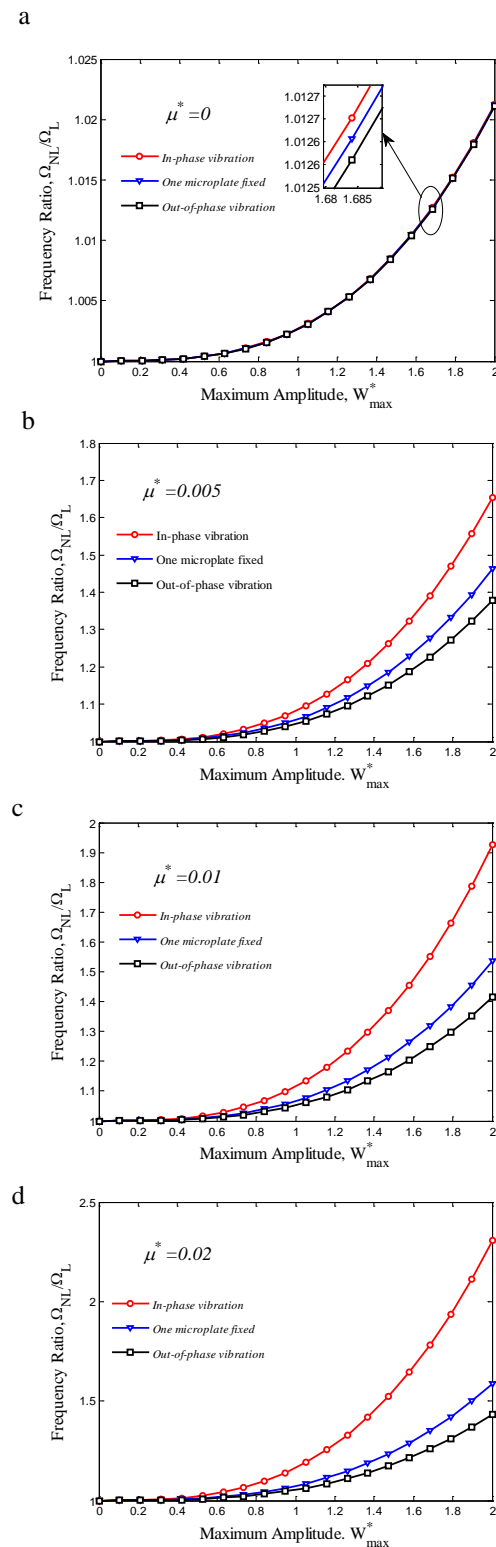 a
1.025
1.02
1.015
1.01
1.005
1
Frequency Ratio, Ω_NL/Ω_L
μ* =0
In-phase vibration
One microplate fixed
Out-of-phase vibration
1.0127
1.0127
1.0126
1.0126
1.0125
1.68 1.685
0 0.2 0.4 0.6 0.8 1 1.2 1.4 1.6 1.8 2
Maximum Amplitude, W*_max
b
1.8
1.7
1.6
1.5
1.4
1.3
1.2
1.1
1
Frequency Ratio, Ω_NL/Ω_L
μ* =0.005
In-phase vibration
One microplate fixed
Out-of-phase vibration
0 0.2 0.4 0.6 0.8 1 1.2 1.4 1.6 1.8 2
Maximum Amplitude. W*_max
c
2
1.9
1.8
1.7
1.6
1.5
1.4
1.3
1.2
1.1
1
Frequency Ratio, Ω_NL/Ω_L
μ* =0.01
In-phase vibration
One microplate fixed
Out-of-phase vibration
0 0.2 0.4 0.6 0.8 1 1.2 1.4 1.6 1.8 2
Maximum Amplitude, W*_max
d
2.5
2
1.5
1
Frequency Ratio, Ω_NL/Ω_L
μ* =0.02
In-phase vibration
One microplate fixed
Out-of-phase vibration
0 0.2 0.4 0.6 0.8 1 1.2 1.4 1.6 1.8 2
Maximum Amplitude, W*_max